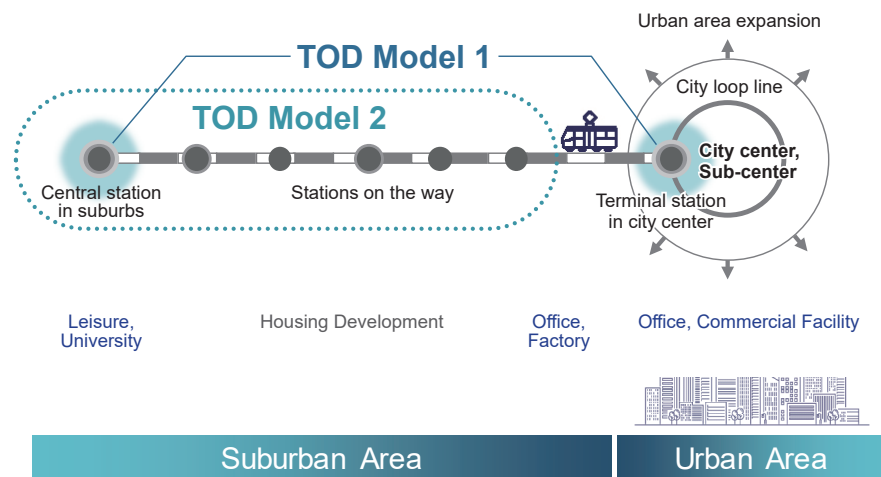 Urban area expansion
TOD Model 1
City loop line
TOD Model 2
City center,
Sub-center
Central station
in suburbs
Stations on the way
Terminal station
in city center
Leisure,
University
Housing Development
Office,
Factory
Office, Commercial Facility
Suburban Area
Urban Area